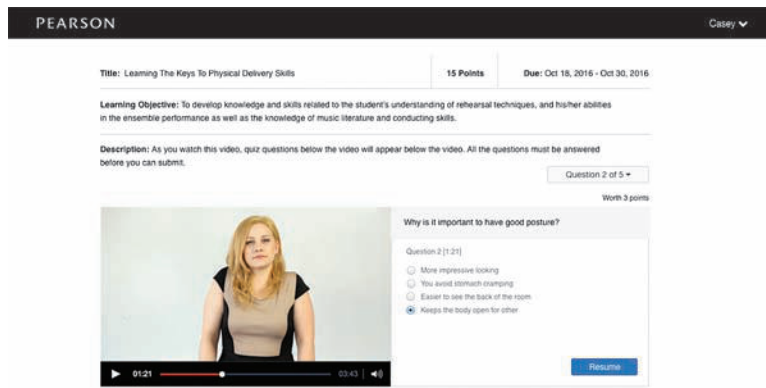 PEARSON
Casey
Title: Learning The Keys To Physical Delivery Skills
15 Points
Due: Oct 18, 2016 - Oct 30, 2016
Learning Objective: To develop knowledge and skills related to the student's understanding of rehearsal techniques, and his/her abilities
in the ensemble performance as well as the knowledge of music literature and conducting skills.
Description: As you watch this video, quiz questions below the video will appear below the video. All the questions must be answered
before you can submit.
Question 2 of 5
Worth 3 points
Why is it important to have good posture?
Question 2 [1:21]
More impressive looking
You avoid stomach cramping
Easier to see the back of the room
Keeps the body open for other
01:21
03:43
Resume